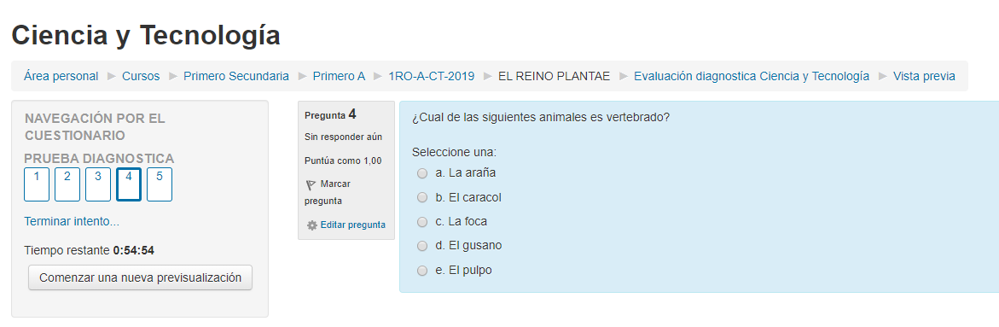 Ciencia y Tecnología
Área personal ► Cursos ► Primero Secundaria ► Primero A ► 1RO-A-CT-2019 ► EL REINO PLANTAE ► Evaluación diagnostica Ciencia y Tecnología ► Vista previa
NAVEGACIÓN POR EL
CUESTIONARIO
PRUEBA DIAGNOSTICA
1 2 3 4 5
Terminar intento...
Tiempo restante 0:54:54
Comenzar una nueva previsualización
Pregunta 4
Sin responder aún
Puntúa como 1,00
Marcar
pregunta
Editar pregunta
¿Cual de las siguientes animales es vertebrado?
Seleccione una:
a. La araña
b. El caracol
c. La foca
d. El gusano
e. El pulpo